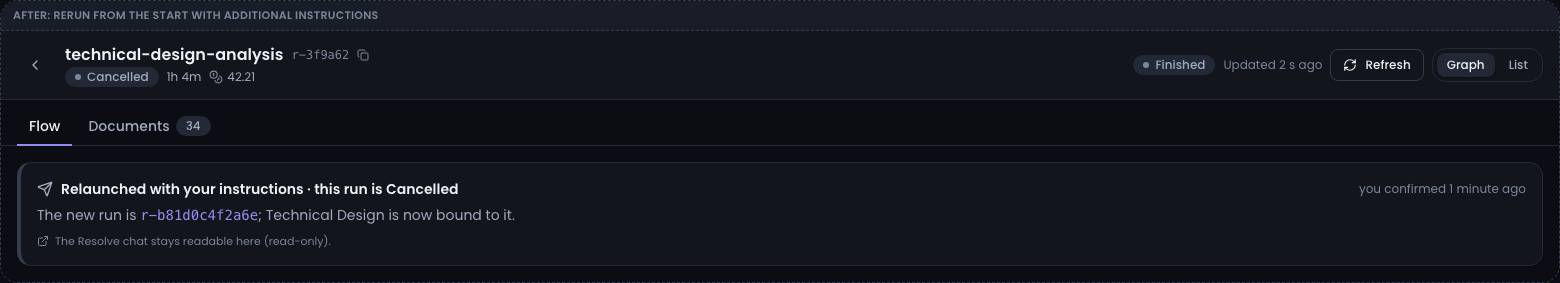 AFTER: RERUN FROM THE START WITH ADDITIONAL INSTRUCTIONS
technical-design-analysis r-3f9a62
Cancelled 1h 4m 42.21
Finished Updated 2 s ago Refresh Graph List
Flow Documents 34
Relaunched with your instructions · this run is Cancelled you confirmed 1 minute ago
The new run is r-b81d0c4f2a6e; Technical Design is now bound to it.
The Resolve chat stays readable here (read-only).